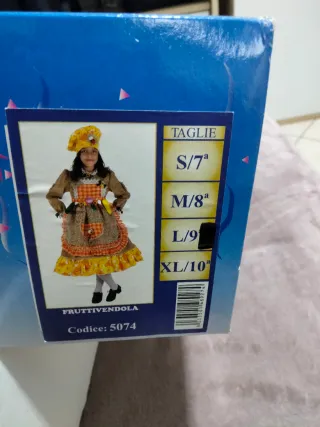 TAGLIE
S/7ª
M/8ª
L/9
XL/10ª
FRUTTIVENDOLA
Codice: 5074